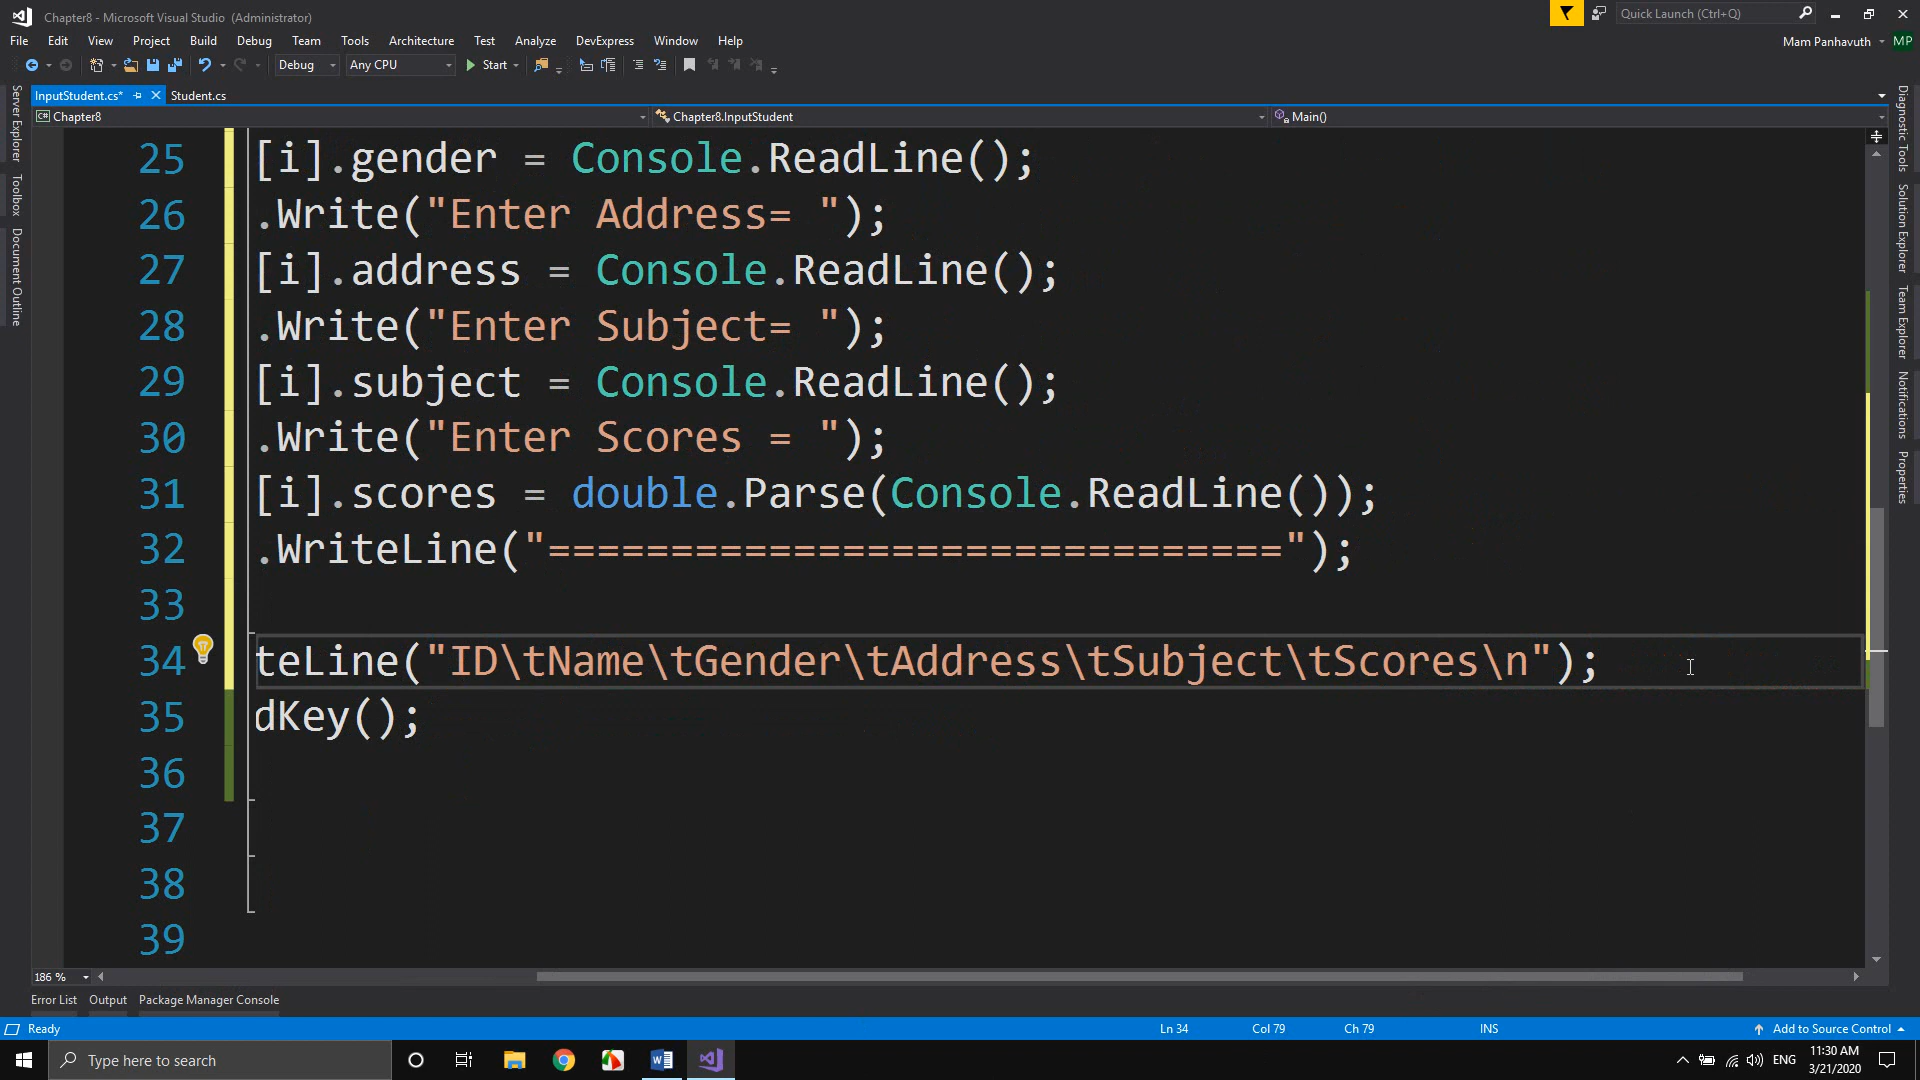 Chapter8 - Microsoft Visual Studio (Administrator)
Quick Launch (Ctrl+Q)
File Edit View Project Build Debug Team Tools Architecture Test Analyze DevExpress Window Help
Mam Panhavuth MP
Debug Any CPU Start
InputStudent.cs* Student.cs
C# Chapter8 Chapter8.InputStudent Main()
Server Explorer
Toolbox
Document Outline
25 [i].gender = Console.ReadLine();
26 .Write("Enter Address= ");
27 [i].address = Console.ReadLine();
28 .Write("Enter Subject= ");
29 [i].subject = Console.ReadLine();
30 .Write("Enter Scores = ");
31 [i].scores = double.Parse(Console.ReadLine());
32 .WriteLine("==============================");
33
34 teLine("ID\tName\tGender\tAddress\tSubject\tScores\n");
35 dKey();
36
37
38
39
Diagnostic Tools
Solution Explorer
Team Explorer
Notifications
Properties
186 %
Error List Output Package Manager Console
Ready Ln 34 Col 79 Ch 79 INS Add to Source Control
Type here to search
ENG 11:30 AM
3/21/2020